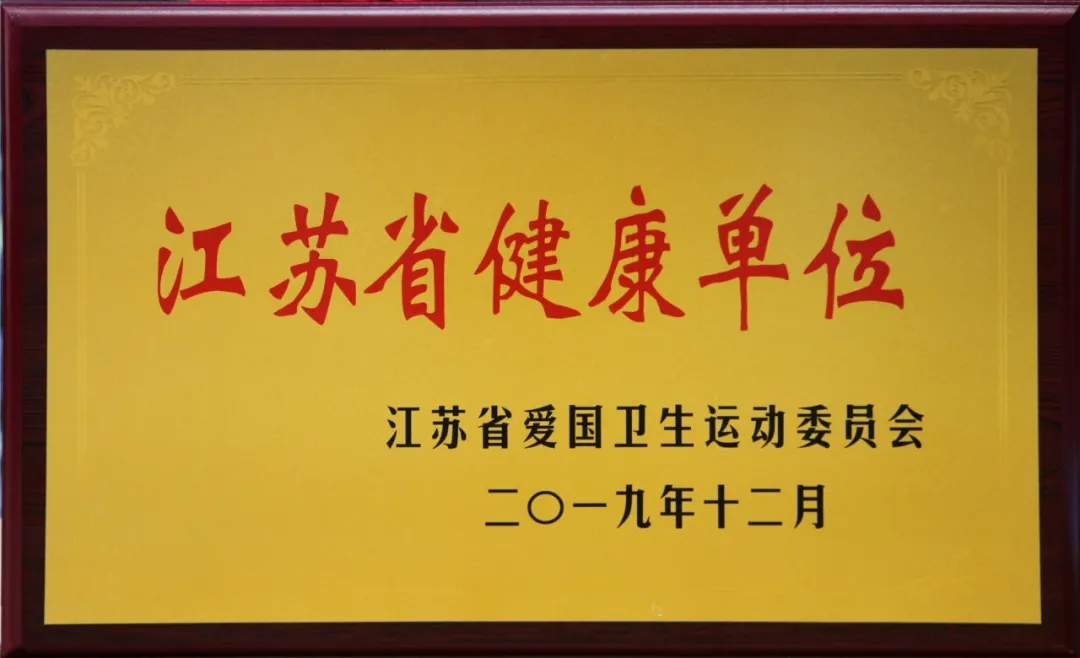 江苏省健康单位
江苏省爱国卫生运动委员会
二〇一九年十二月